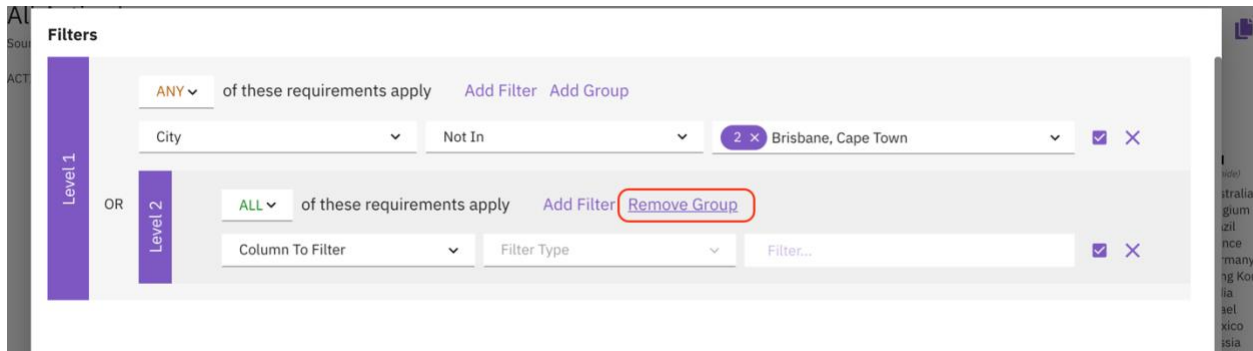 Filters
ANY of these requirements apply Add Filter Add Group
City Not In 2 × Brisbane, Cape Town
Level 1
OR
Level 2
ALL of these requirements apply Add Filter Remove Group
Column To Filter Filter Type Filter...